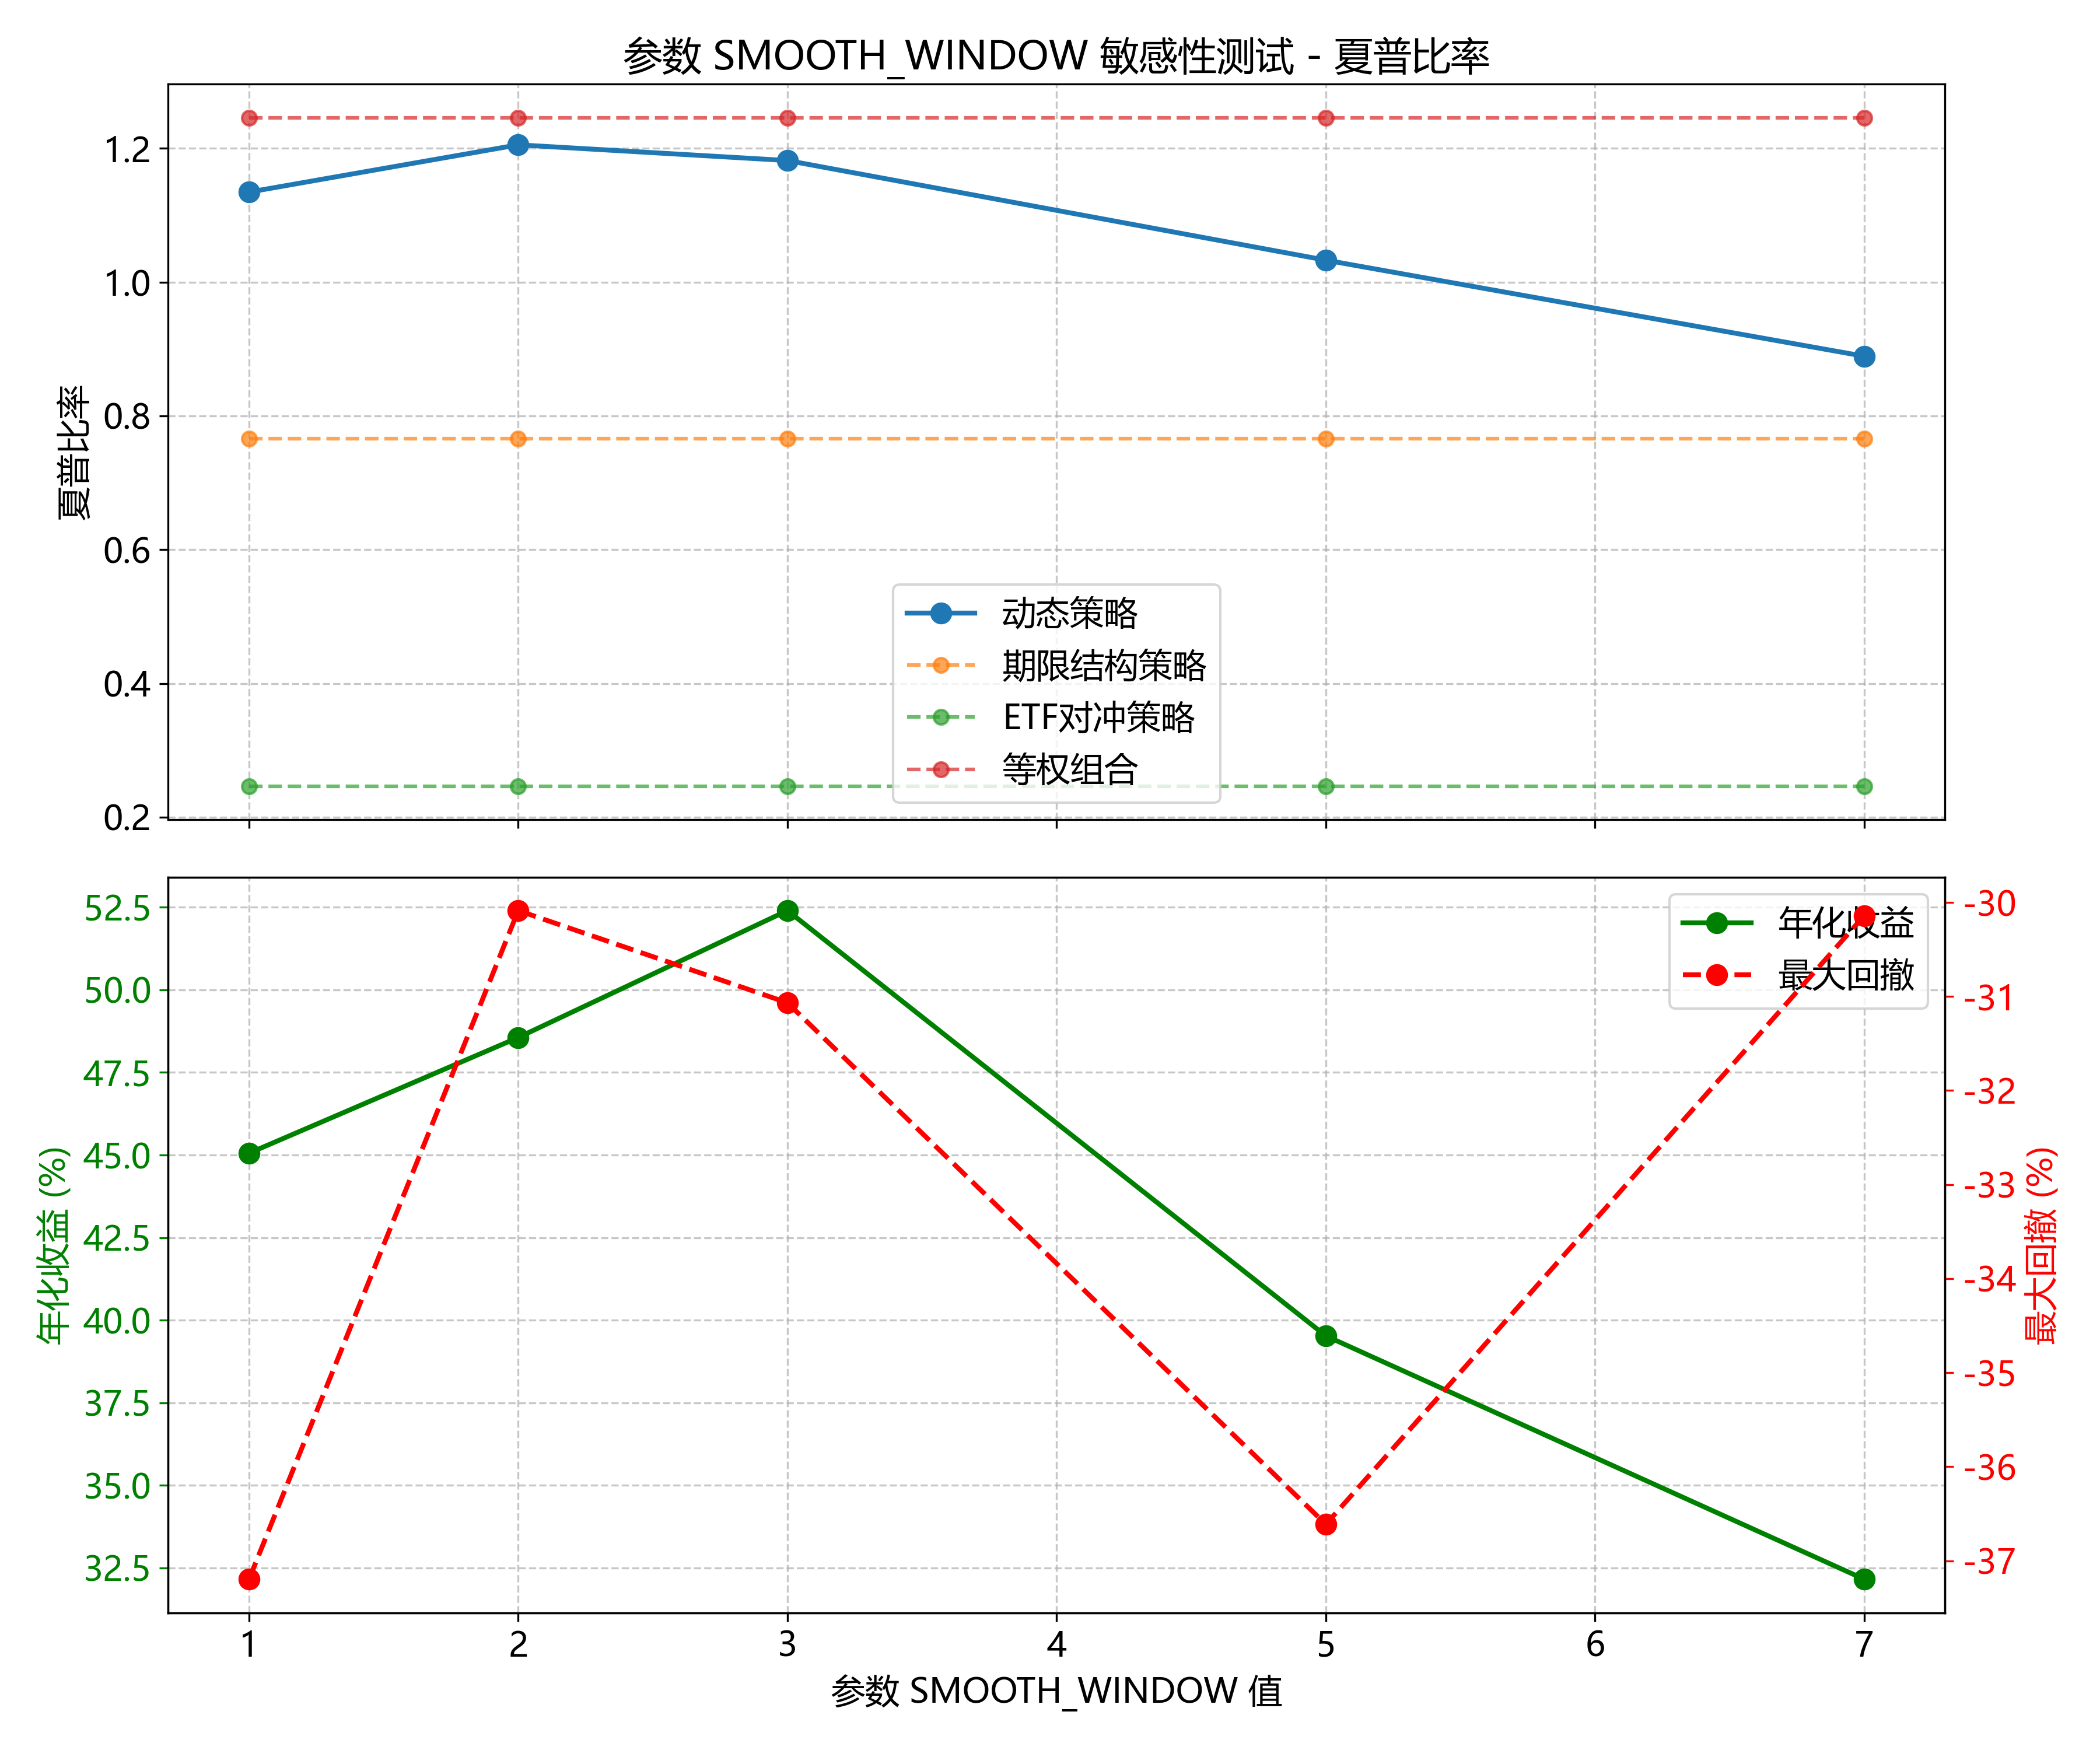 参数 SMOOTH_WINDOW 敏感性测试 - 夏普比率
夏普比率
1.2
1.0
0.8
0.6
0.4
0.2
动态策略
期限结构策略
ETF对冲策略
等权组合
年化收益 (%)
52.5
50.0
47.5
45.0
42.5
40.0
37.5
35.0
32.5
年化收益
最大回撤
-30
-31
-32
-33
-34
-35
-36
-37
最大回撤 (%)
1 2 3 4 5 6 7
参数 SMOOTH_WINDOW 值